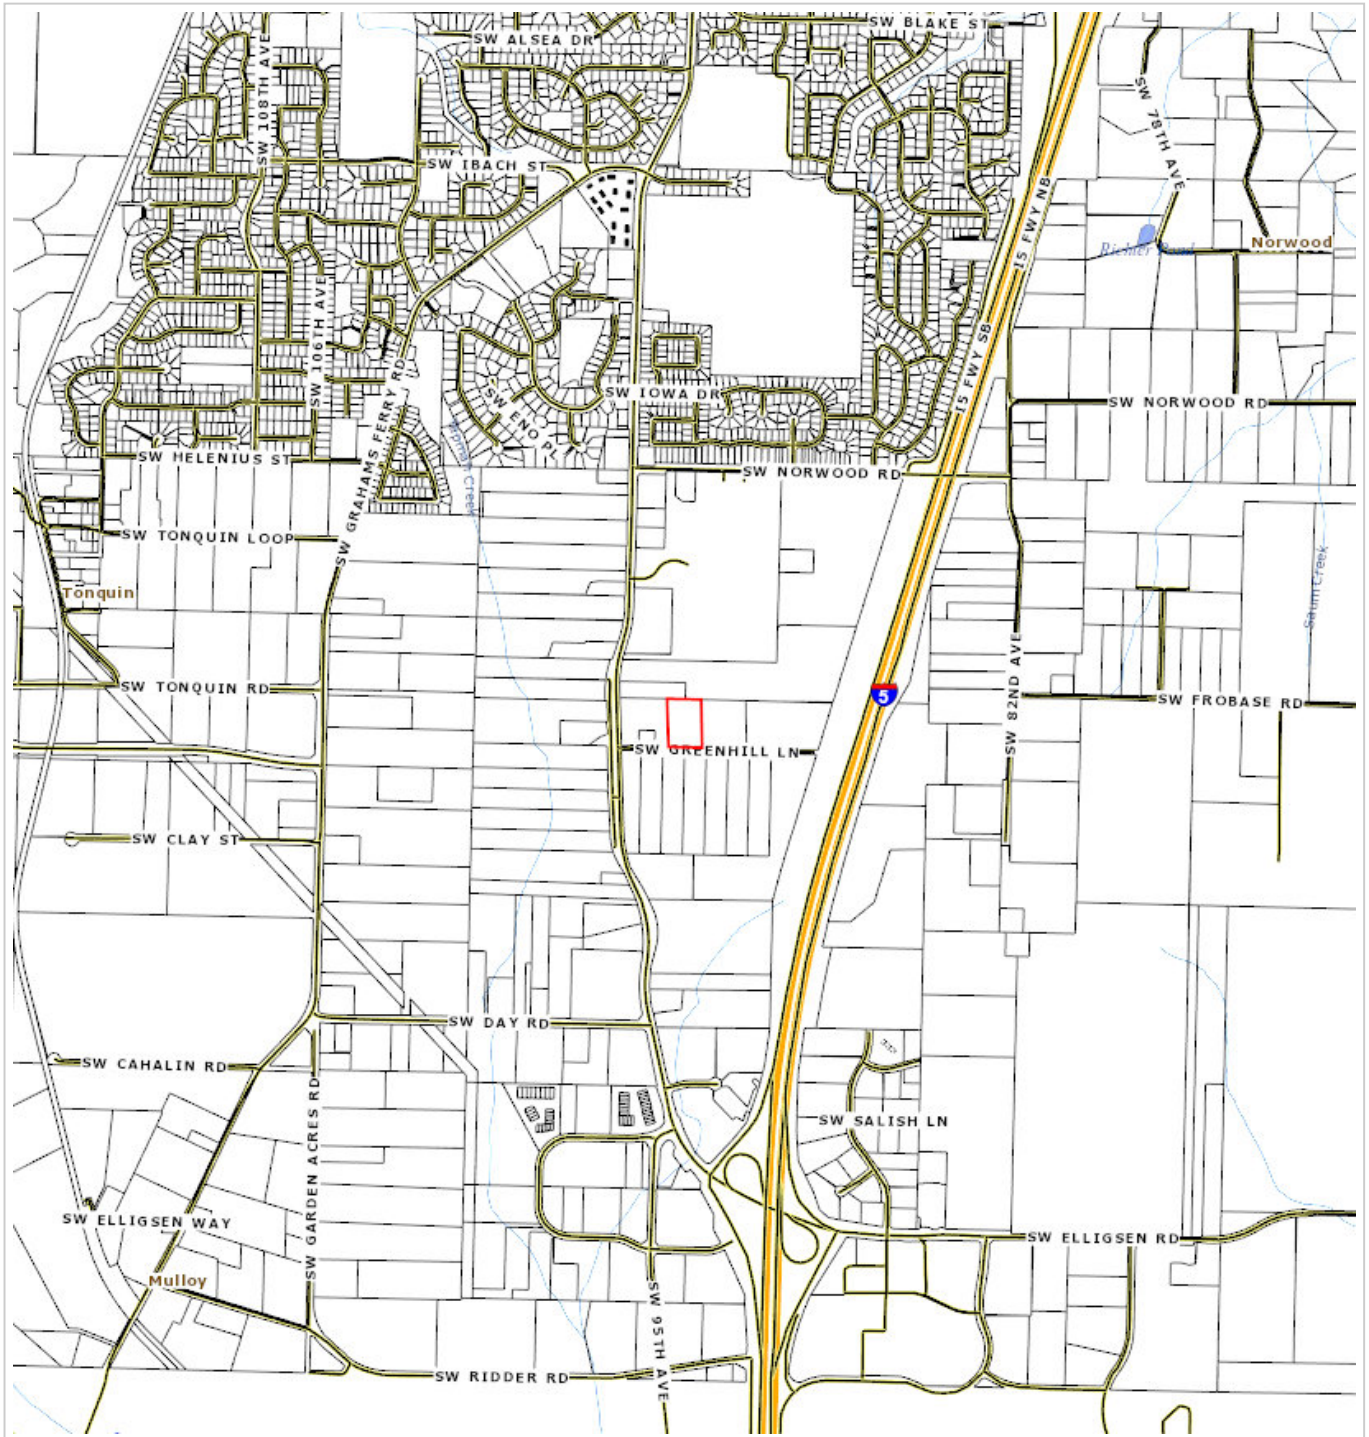 SW BLAKE ST
SW ALSEA DR
SW 108TH AVE
SW 78TH AVE
SW IBACH ST
I5 FWY NB
Norwood
Richter Pond
SW 106TH AVE
I5 FWY SB
SW GRAHAMS FERRY RD
SW IOWA DR
SW ENO PL
SW NORWOOD RD
SW HELENIUS ST
SW NORWOOD RD
SW TONQUIN LOOP
Tonquin
Saum Creek
SW TONQUIN RD
5
SW 82ND AVE
SW FROBASE RD
SW GREENHILL LN
SW CLAY ST
SW DAY RD
SW CAHALIN RD
SW GARDEN ACRES RD
SW SALISH LN
SW ELLIGSEN WAY
SW ELLIGSEN RD
Mulloy
SW 95TH AVE
SW RIDDER RD